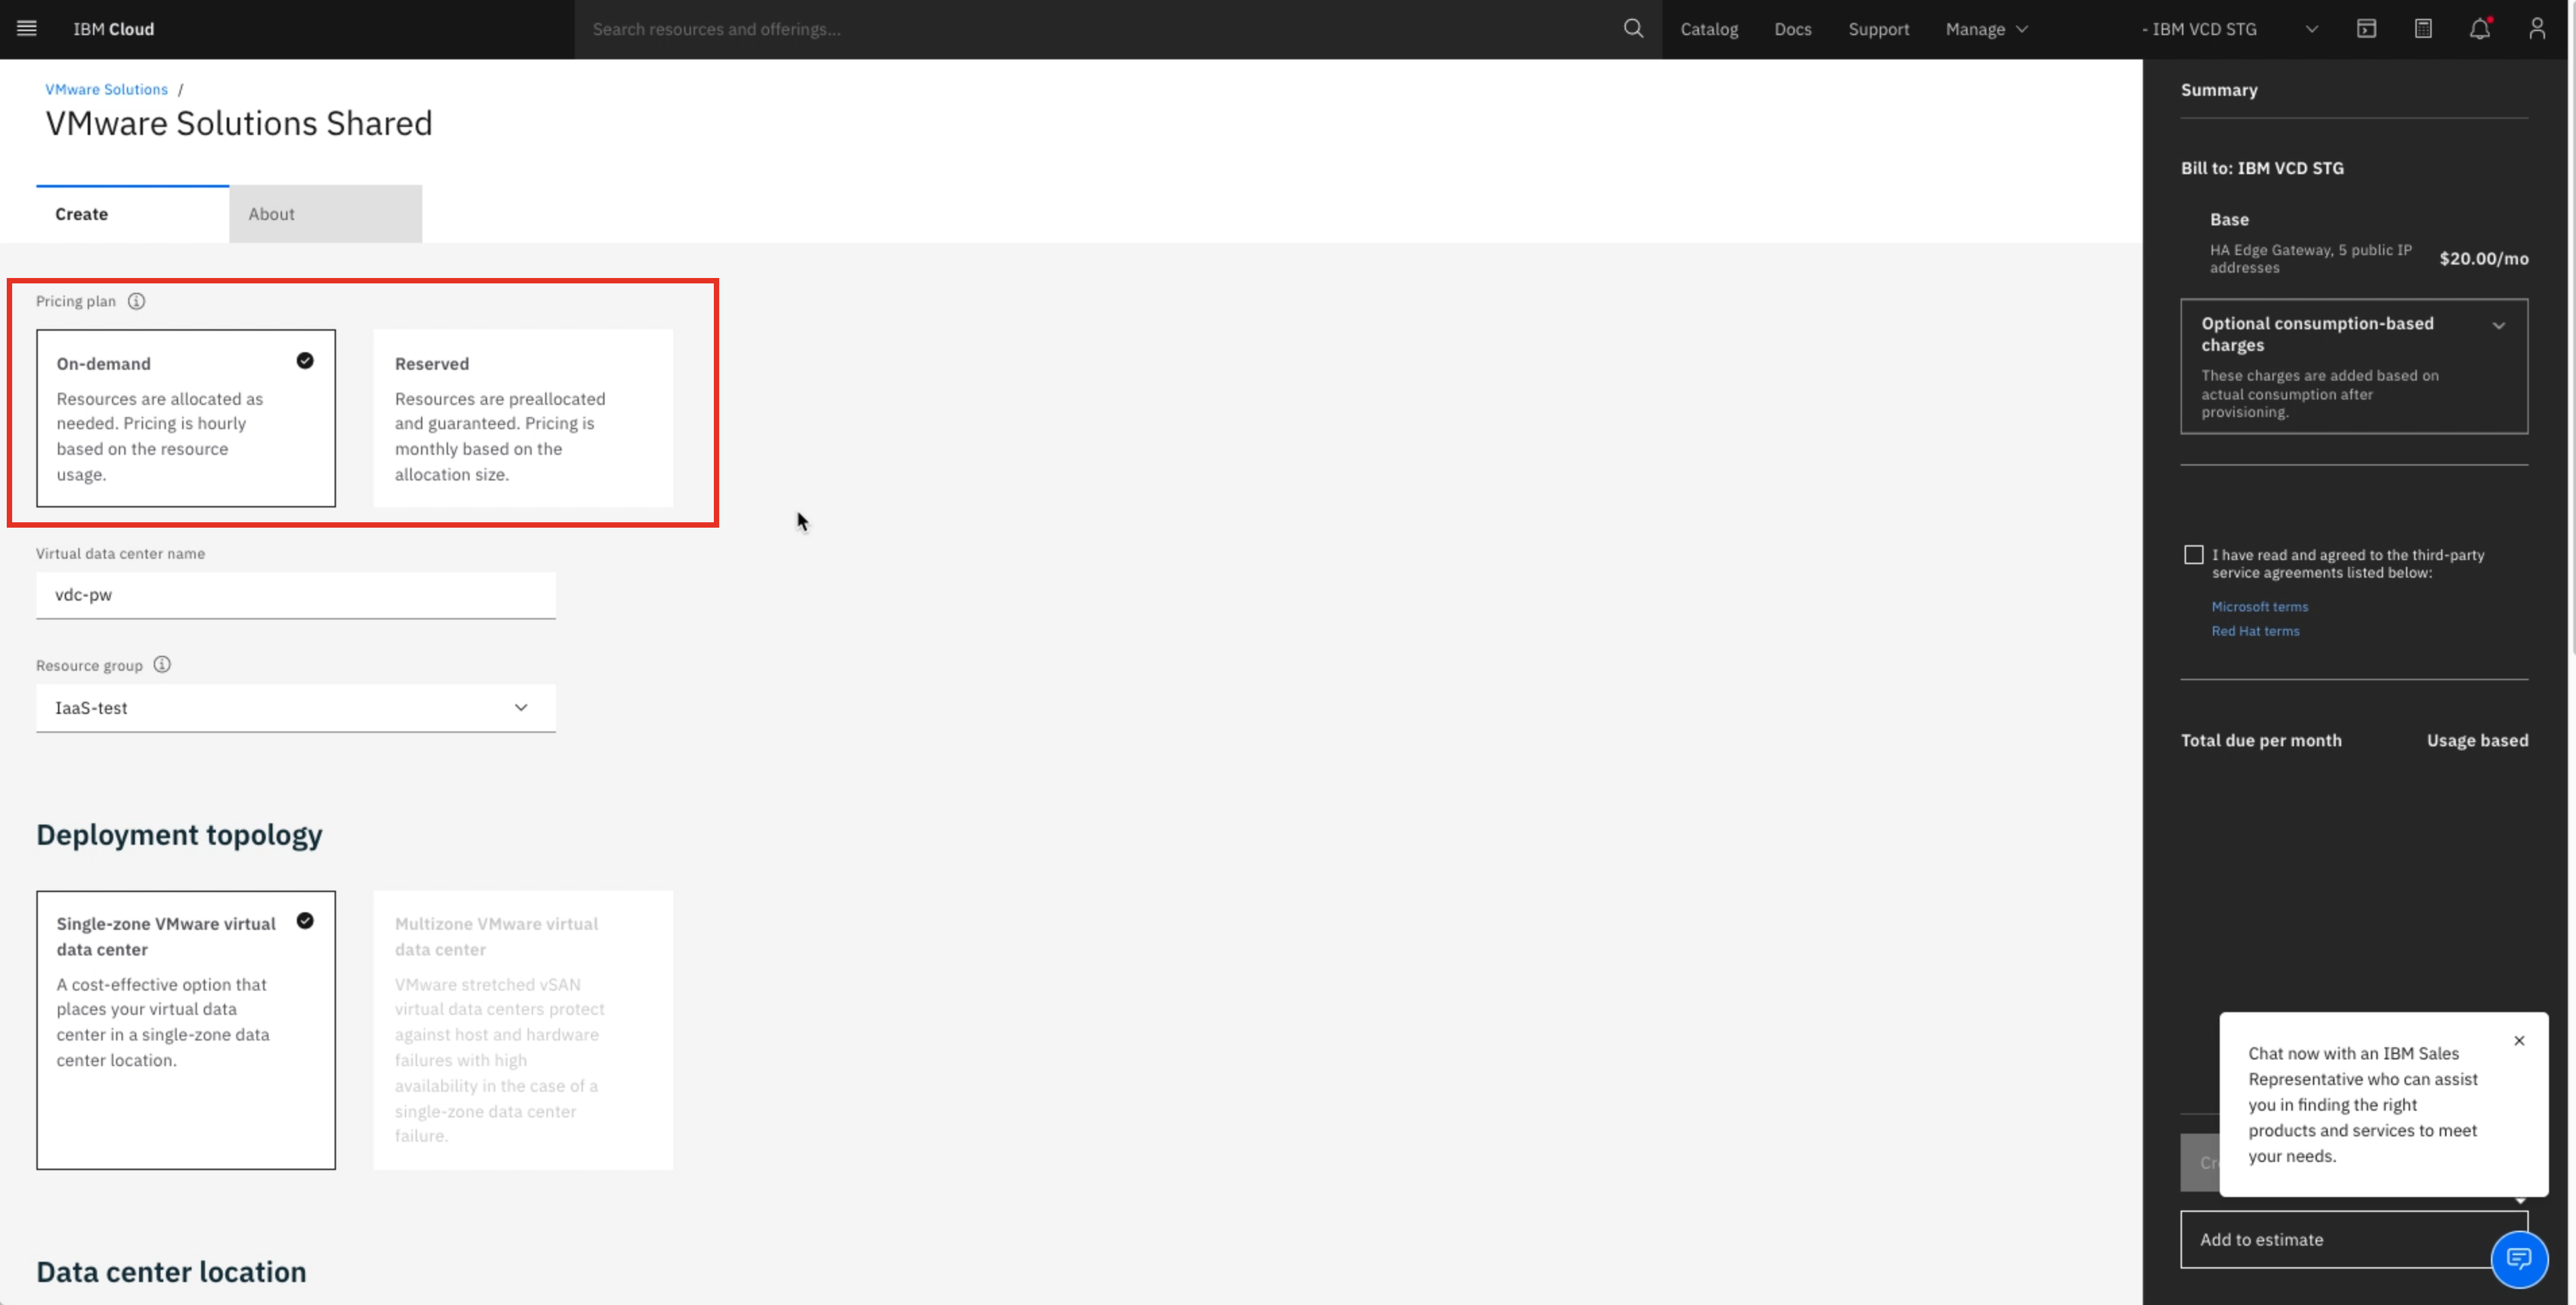 IBM Cloud
Search resources and offerings...
Catalog
Docs
Support
Manage
- IBM VCD STG
VMware Solutions /
VMware Solutions Shared
Create
About
Pricing plan
On-demand
Resources are allocated as
needed. Pricing is hourly
based on the resource
usage.
Reserved
Resources are preallocated
and guaranteed. Pricing is
monthly based on the
allocation size.
Virtual data center name
vdc-pw
Resource group
IaaS-test
Deployment topology
Single-zone VMware virtual
data center
A cost-effective option that
places your virtual data
center in a single-zone data
center location.
Multizone VMware virtual
data center
VMware stretched vSAN
virtual data centers protect
against host and hardware
failures with high
availability in the case of a
single-zone data center
failure.
Data center location
Summary
Bill to: IBM VCD STG
Base
HA Edge Gateway, 5 public IP
addresses
$20.00/mo
Optional consumption-based
charges
These charges are added based on
actual consumption after
provisioning.
I have read and agreed to the third-party
service agreements listed below:
Microsoft terms
Red Hat terms
Total due per month
Usage based
Chat now with an IBM Sales
Representative who can assist
you in finding the right
products and services to meet
your needs.
Add to estimate